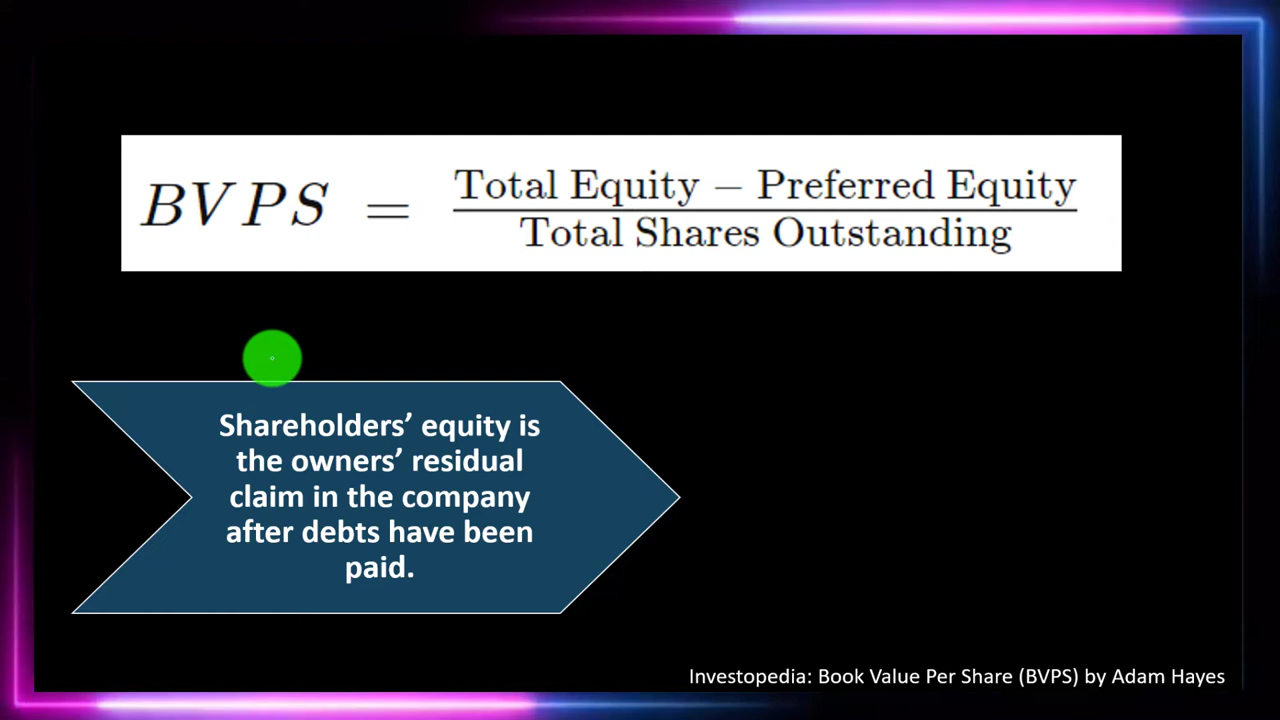 BVPS = \frac{Total Equity − Preferred Equity}{Total Shares Outstanding}
Shareholders’ equity is
the owners’ residual
claim in the company
after debts have been
paid.
Investopedia: Book Value Per Share (BVPS) by Adam Hayes